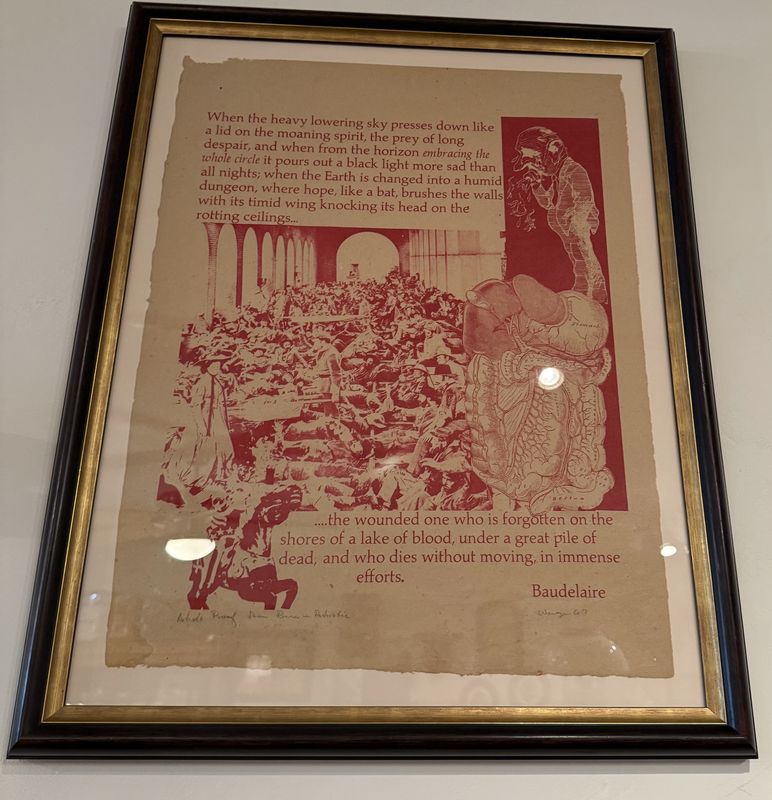 When the heavy lowering sky presses down like
a lid on the moaning spirit, the prey of long
despair, and when from the horizon embracing the
whole circle it pours out a black light more sad than
all nights; when the Earth is changed into a humid
dungeon, where hope, like a bat, brushes the walls
with its timid wing knocking its head on the
rotting ceilings...
stomach
....the wounded one who is forgotten on the
shores of a lake of blood, under a great pile of
dead, and who dies without moving, in immense
efforts.
Baudelaire
Artist's Proof